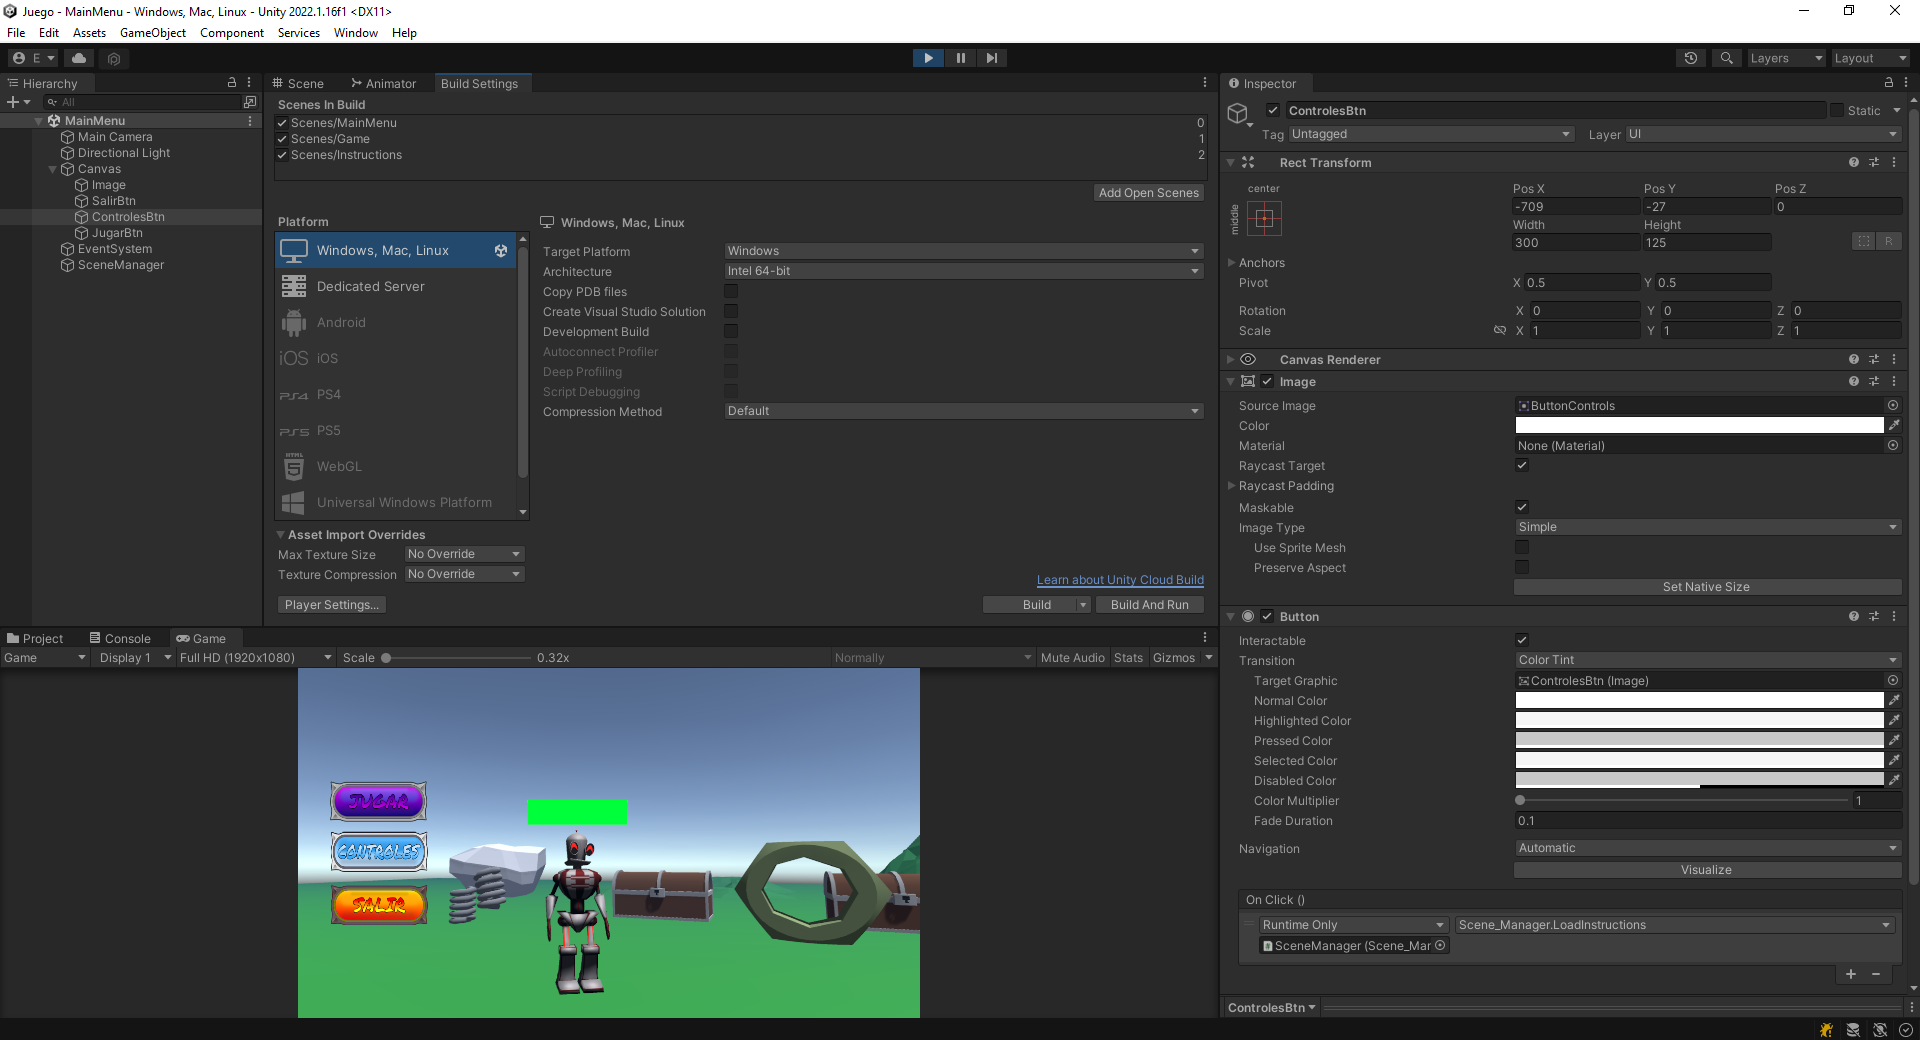 Juego - MainMenu - Windows, Mac, Linux - Unity 2022.1.16f1 <DX11>
File Edit Assets GameObject Component Services Window Help
E Layers Layout
Hierarchy
All
MainMenu
Main Camera
Directional Light
Canvas
Image
SalirBtn
ControlesBtn
JugarBtn
EventSystem
SceneManager
Scene Animator Build Settings
Scenes In Build
Scenes/MainMenu 0
Scenes/Game 1
Scenes/Instructions 2
Add Open Scenes
Platform
Windows, Mac, Linux
Dedicated Server
Android
iOS iOS
PS4 PS4
PS5 PS5
HTML 5 WebGL
Universal Windows Platform
Windows, Mac, Linux
Target Platform Windows
Architecture Intel 64-bit
Copy PDB files
Create Visual Studio Solution
Development Build
Autoconnect Profiler
Deep Profiling
Script Debugging
Compression Method Default
Asset Import Overrides
Max Texture Size No Override
Texture Compression No Override
Learn about Unity Cloud Build
Player Settings... Build Build And Run
Project Console Game
Game Display 1 Full HD (1920x1080) Scale 0.32x Normally Mute Audio Stats Gizmos
JUGAR
CONTROLES
SALIR
Inspector
ControlesBtn Static
Tag Untagged Layer UI
Rect Transform
center
middle
Pos X Pos Y Pos Z
-709 -27 0
Width Height
300 125
R
Anchors
Pivot X 0.5 Y 0.5
Rotation X 0 Y 0 Z 0
Scale X 1 Y 1 Z 1
Canvas Renderer
Image
Source Image ButtonControls
Color
Material None (Material)
Raycast Target
Raycast Padding
Maskable
Image Type Simple
Use Sprite Mesh
Preserve Aspect
Set Native Size
Button
Interactable
Transition Color Tint
Target Graphic ControlesBtn (Image)
Normal Color
Highlighted Color
Pressed Color
Selected Color
Disabled Color
Color Multiplier 1
Fade Duration 0.1
Navigation Automatic
Visualize
On Click ()
Runtime Only Scene_Manager.LoadInstructions
SceneManager (Scene_Mar
ControlesBtn